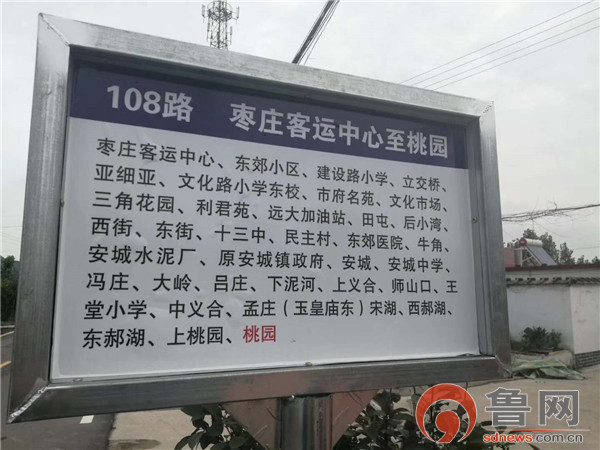 108路 枣庄客运中心至桃园
枣庄客运中心、东郊小区、建设路小学、立交桥、
亚细亚、文化路小学东校、市府名苑、文化市场、
三角花园、利君苑、远大加油站、田屯、后小湾、
西街、东街、十三中、民主村、东郊医院、牛角、
安城水泥厂、原安城镇政府、安城、安城中学、
冯庄、大岭、吕庄、下泥河、上义合、师山口、王
堂小学、中义合、孟庄（玉皇庙东）宋湖、西郝湖、
东郝湖、上桃园、桃园
鲁网
sdnews.com.cn